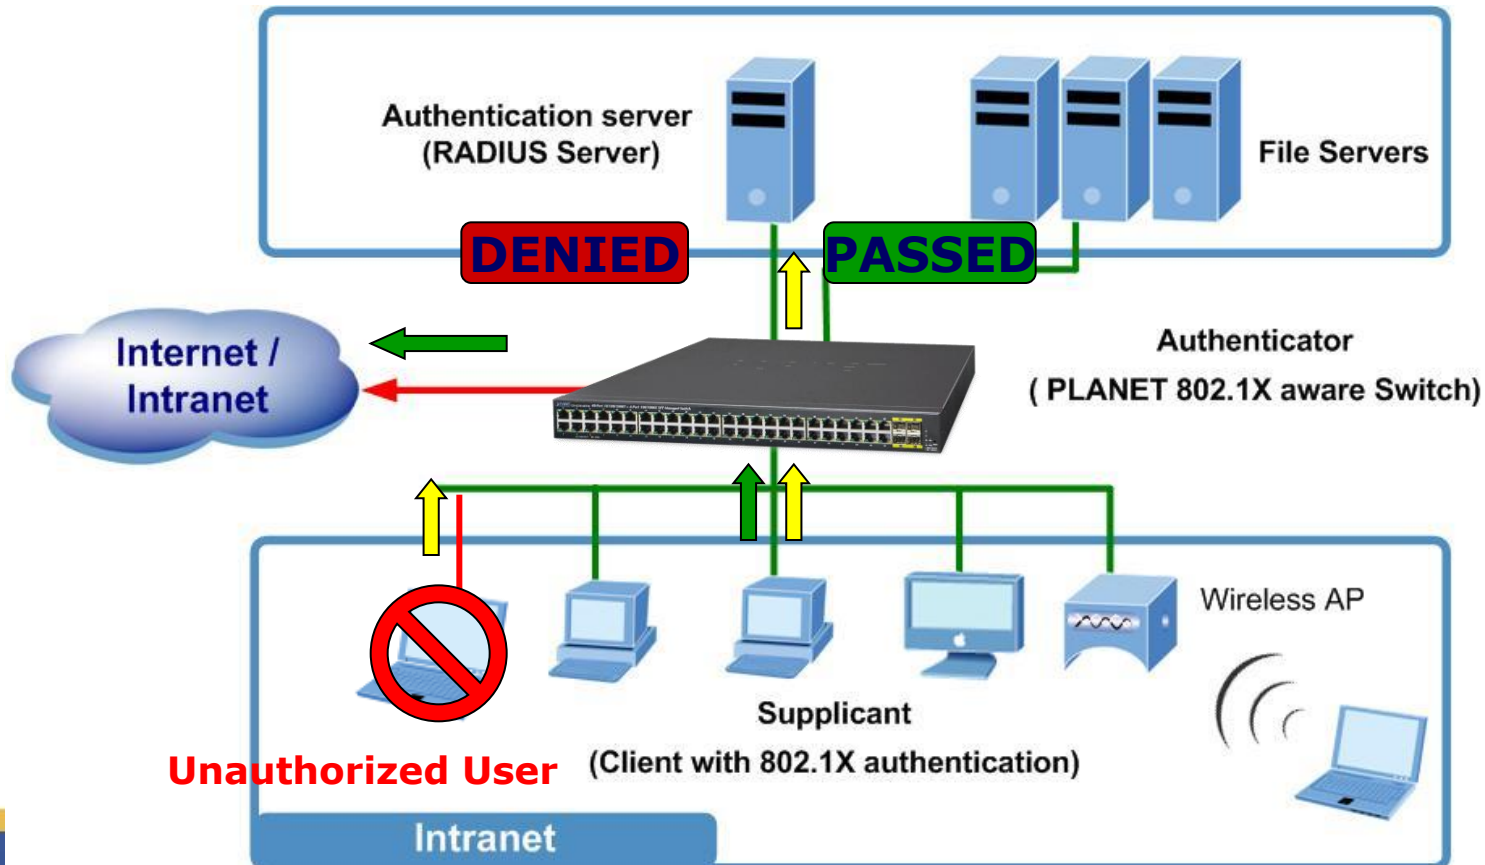 Authentication server
(RADIUS Server)
File Servers
DENIED
PASSED
Internet /
Intranet
Authenticator
( PLANET 802.1X aware Switch)
Wireless AP
Supplicant
(Client with 802.1X authentication)
Unauthorized User
Intranet